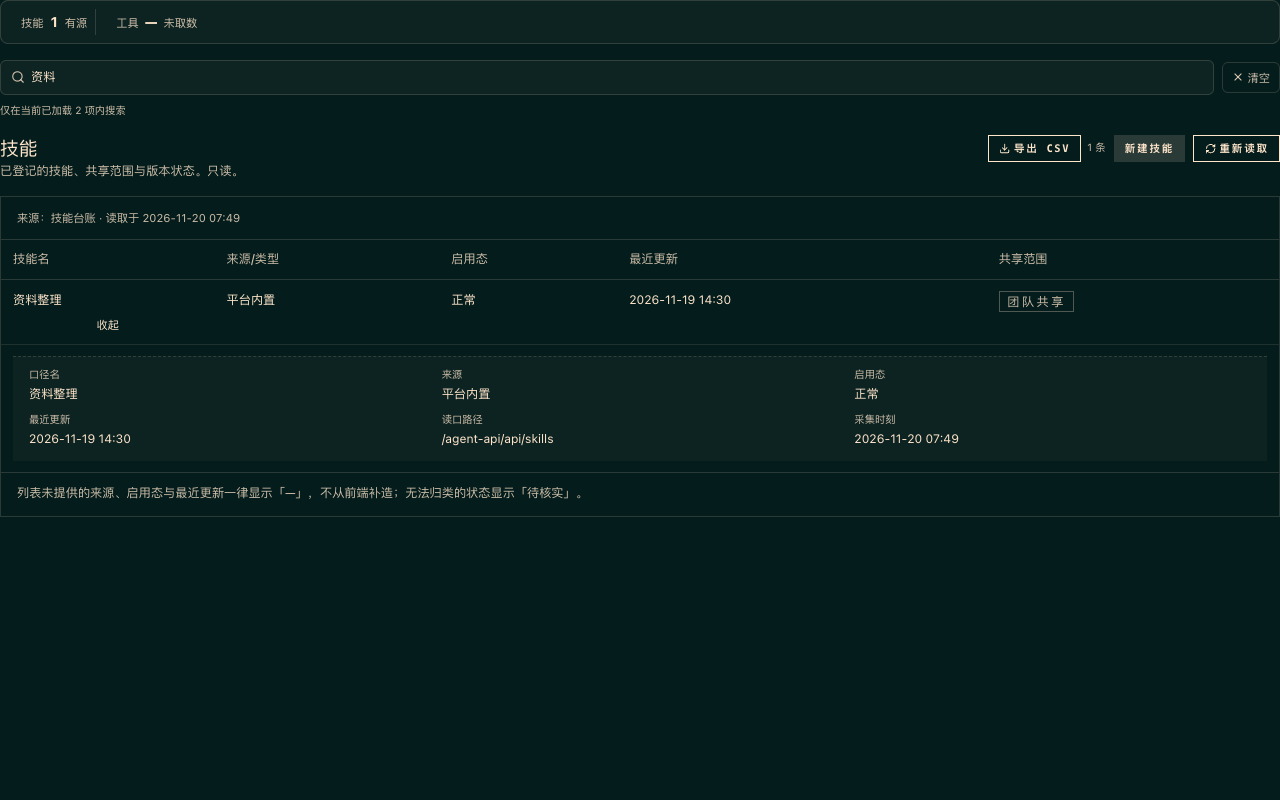 技能 1 有源 工具 — 未取数
资料 清空
仅在当前已加载 2 项内搜索
技能
已登记的技能、共享范围与版本状态。只读。
导出 CSV 1 条 新建技能 重新读取
来源：技能台账 · 读取于 2026-11-20 07:49
技能名 来源/类型 启用态 最近更新 共享范围
资料整理 平台内置 正常 2026-11-19 14:30 团队共享
收起
口径名 来源 启用态
资料整理 平台内置 正常
最近更新 读口路径 采集时刻
2026-11-19 14:30 /agent-api/api/skills 2026-11-20 07:49
列表未提供的来源、启用态与最近更新一律显示「—」，不从前端补造；无法归类的状态显示「待核实」。